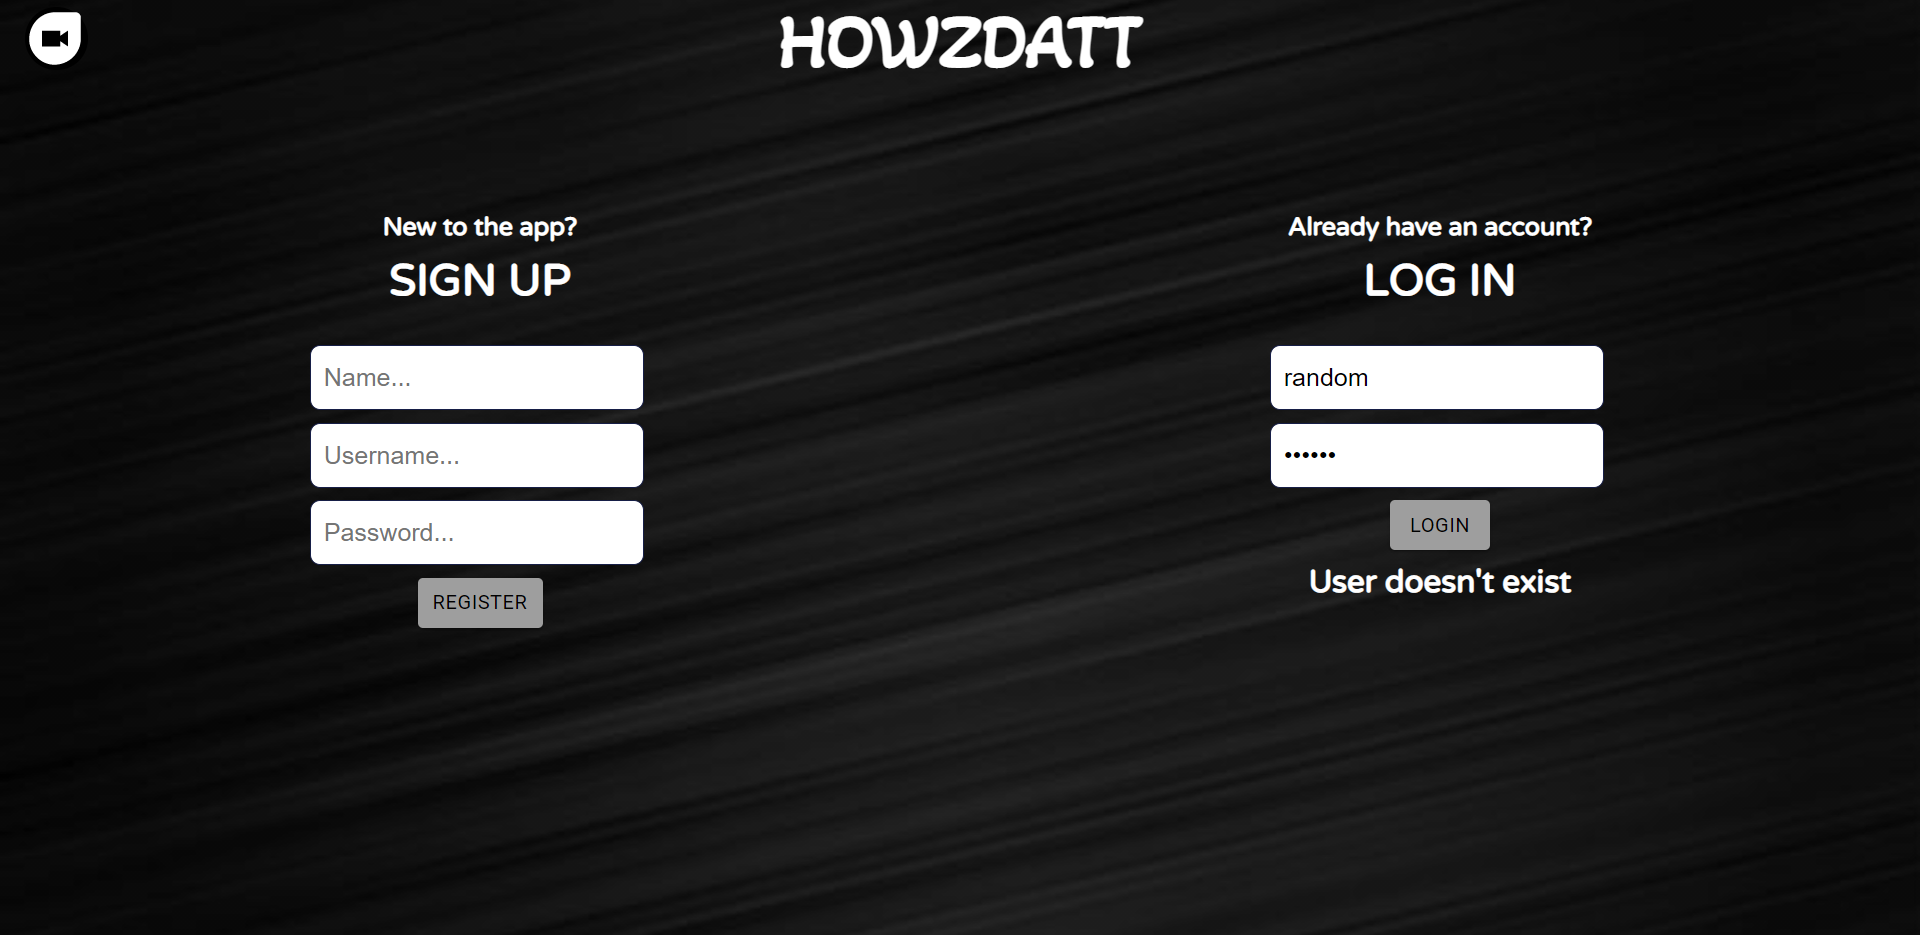 HOWZDATT
New to the app?
SIGN UP
Name...
Username...
Password...
REGISTER
Already have an account?
LOG IN
random
••••••
LOGIN
User doesn't exist